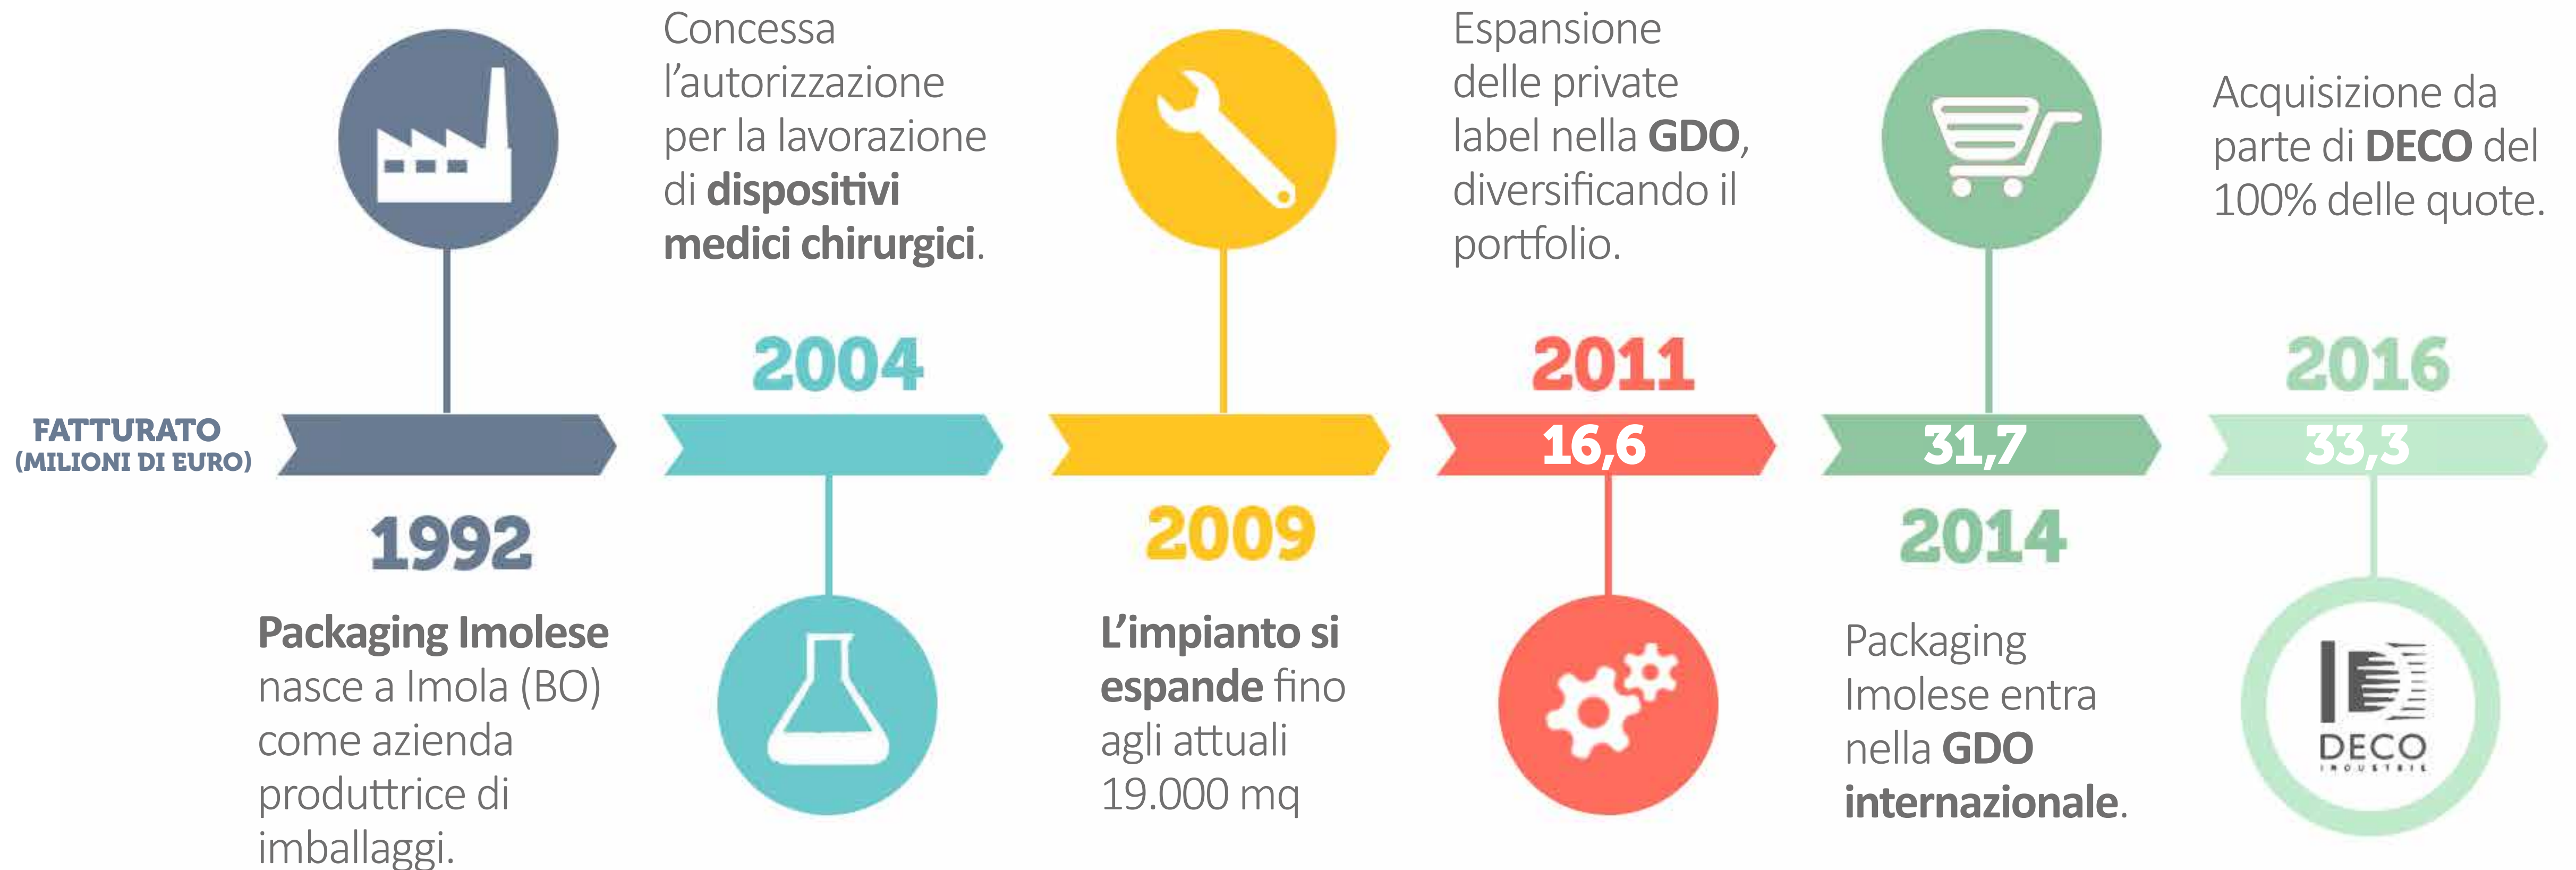 FATTURATO
(MILIONI DI EURO)
1992
Packaging Imolese
nasce a Imola (BO)
come azienda
produttrice di
imballaggi.
Concessa
l’autorizzazione
per la lavorazione
di dispositivi
medici chirurgici.
2004
2009
L’impianto si
espande fino
agli attuali
19.000 mq
Espansione
delle private
label nella GDO,
diversificando il
portfolio.
2011
16,6
31,7
2014
Packaging
Imolese entra
nella GDO
internazionale.
Acquisizione da
parte di DECO del
100% delle quote.
2016
33,3
DECO
INDUSTRIE